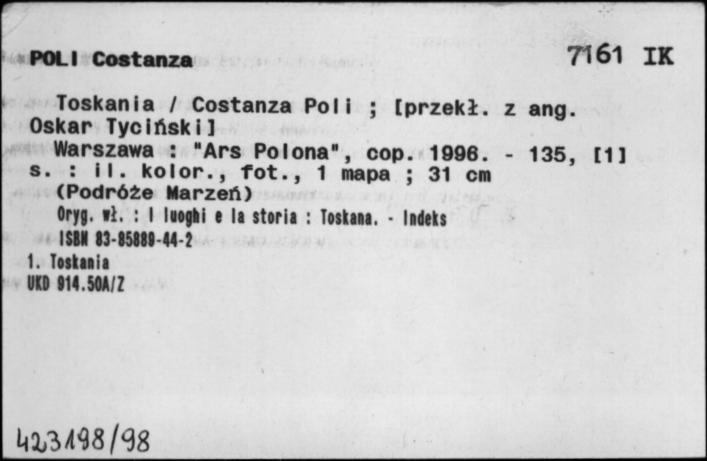 POLI Costanza 7161 IK
Toskania / Costanza Poli ; [przekł. z ang.
Oskar Tyciński]
Warszawa : "Ars Polona", cop. 1996. - 135, [1]
s. : il. kolor., fot., 1 mapa ; 31 cm
(Podróże Marzeń)
Oryg. wł. : I luoghi e la storia : Toskana. - Indeks
ISBN 83-85889-44-2
1. Toskania
UKD 914.50A/Z
423198/98